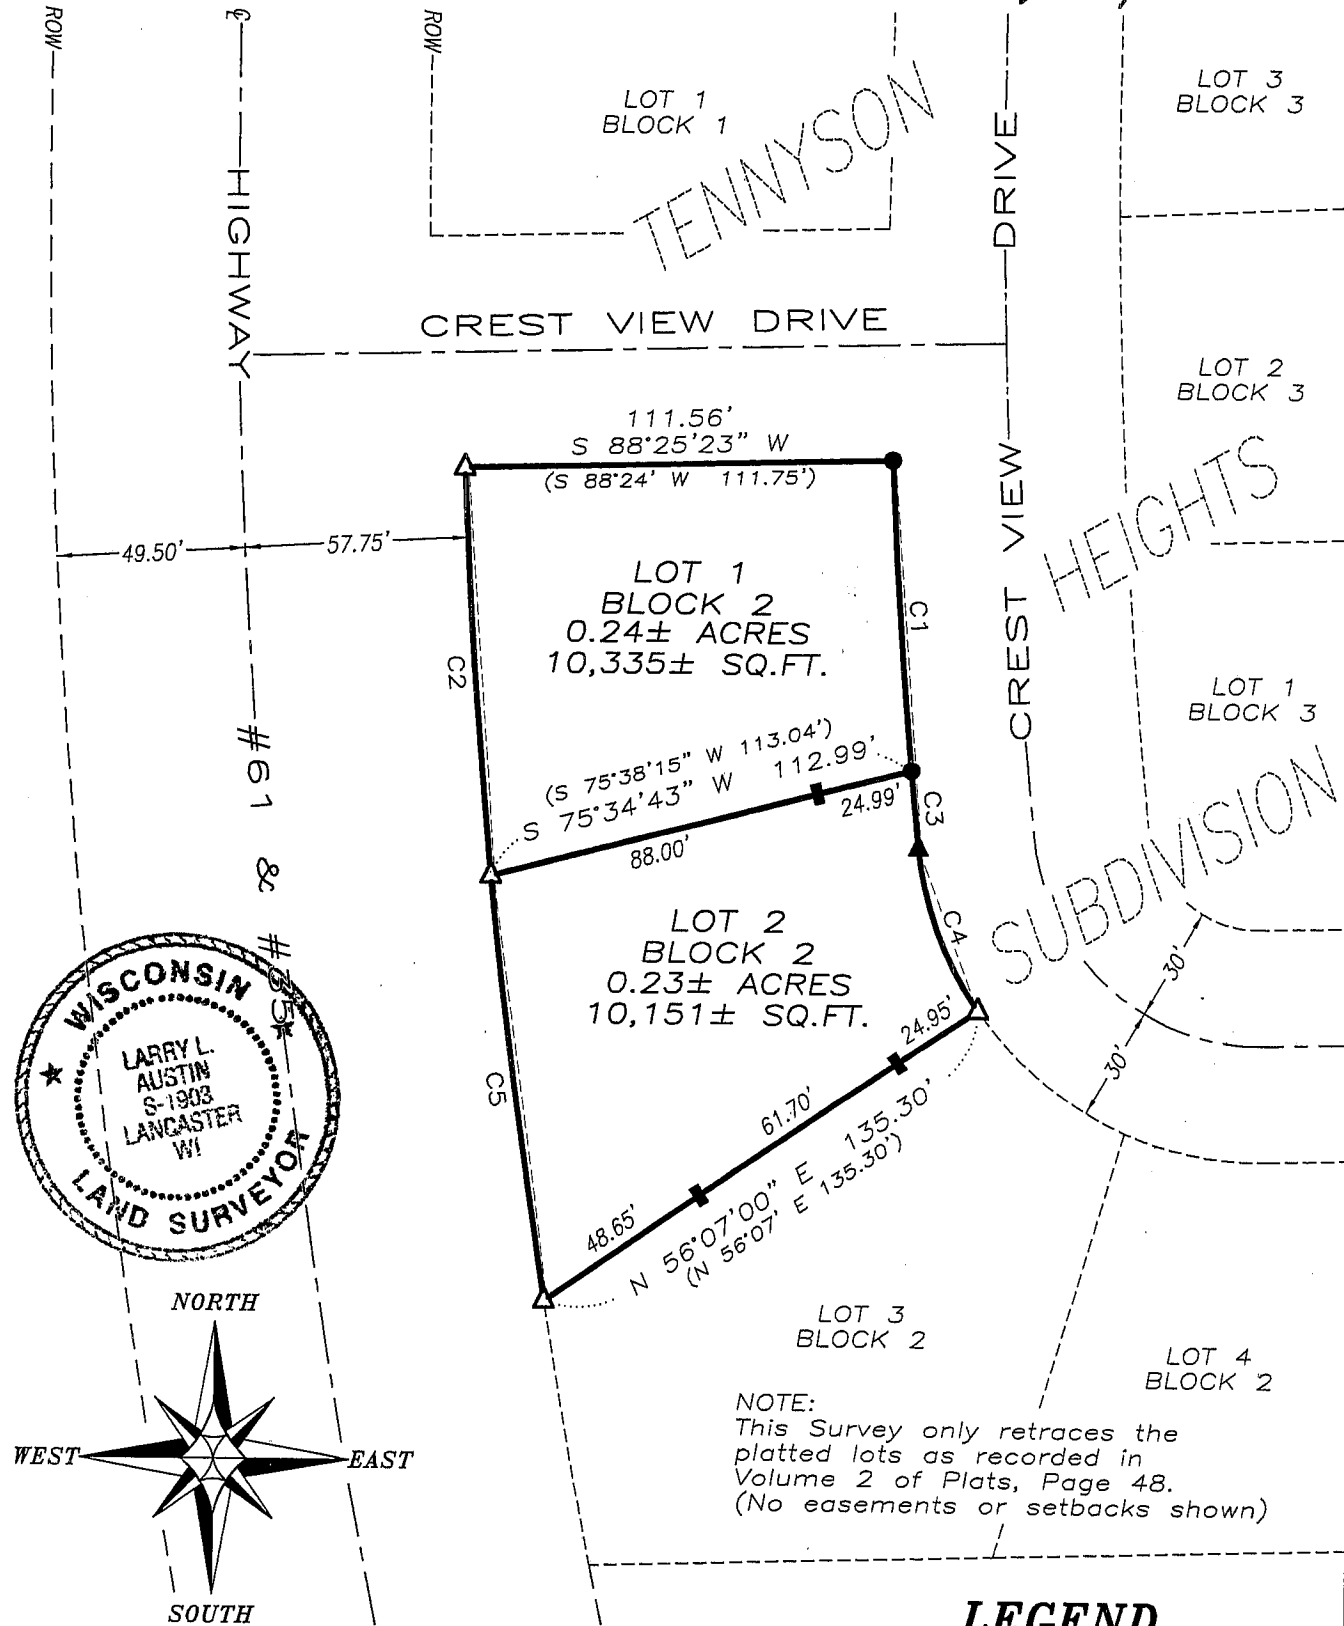 ROW
℄
ROW
LOT 1
BLOCK 1
LOT 3
BLOCK 3
TENNYSON
HIGHWAY
DRIVE
CREST VIEW DRIVE
LOT 2
BLOCK 3
111.56'
S 88°25'23" W
(S 88°24' W 111.75')
HEIGHTS
49.50'
57.75'
CREST VIEW
LOT 1
BLOCK 2
0.24± ACRES
10,335± SQ.FT.
C1
C2
LOT 1
BLOCK 3
(S 75°38'15" W 113.04')
S 75°34'43" W 112.99'
#61 & #35
24.99'
C3
88.00'
SUBDIVISION
LOT 2
BLOCK 2
0.23± ACRES
10,151± SQ.FT.
C4
30'
30'
24.95'
C5
61.70'
48.65'
N 56°07'00" E 135.30'
(N 56°07' E 135.30')
WISCONSIN
LARRY L.
AUSTIN
S-1903
LANCASTER
WI
LAND SURVEYOR
NORTH
WEST
EAST
SOUTH
LOT 3
BLOCK 2
LOT 4
BLOCK 2
NOTE:
This Survey only retraces the
platted lots as recorded in
Volume 2 of Plats, Page 48.
(No easements or setbacks shown)
LEGEND